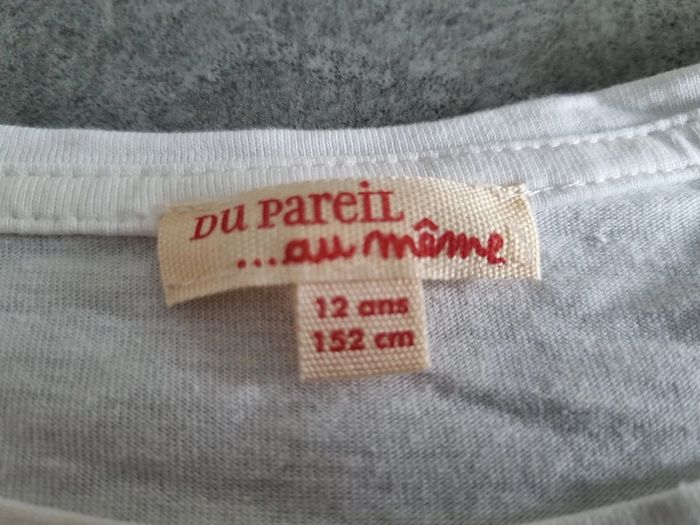 DU PareiL
...au même
12 ans
152 cm